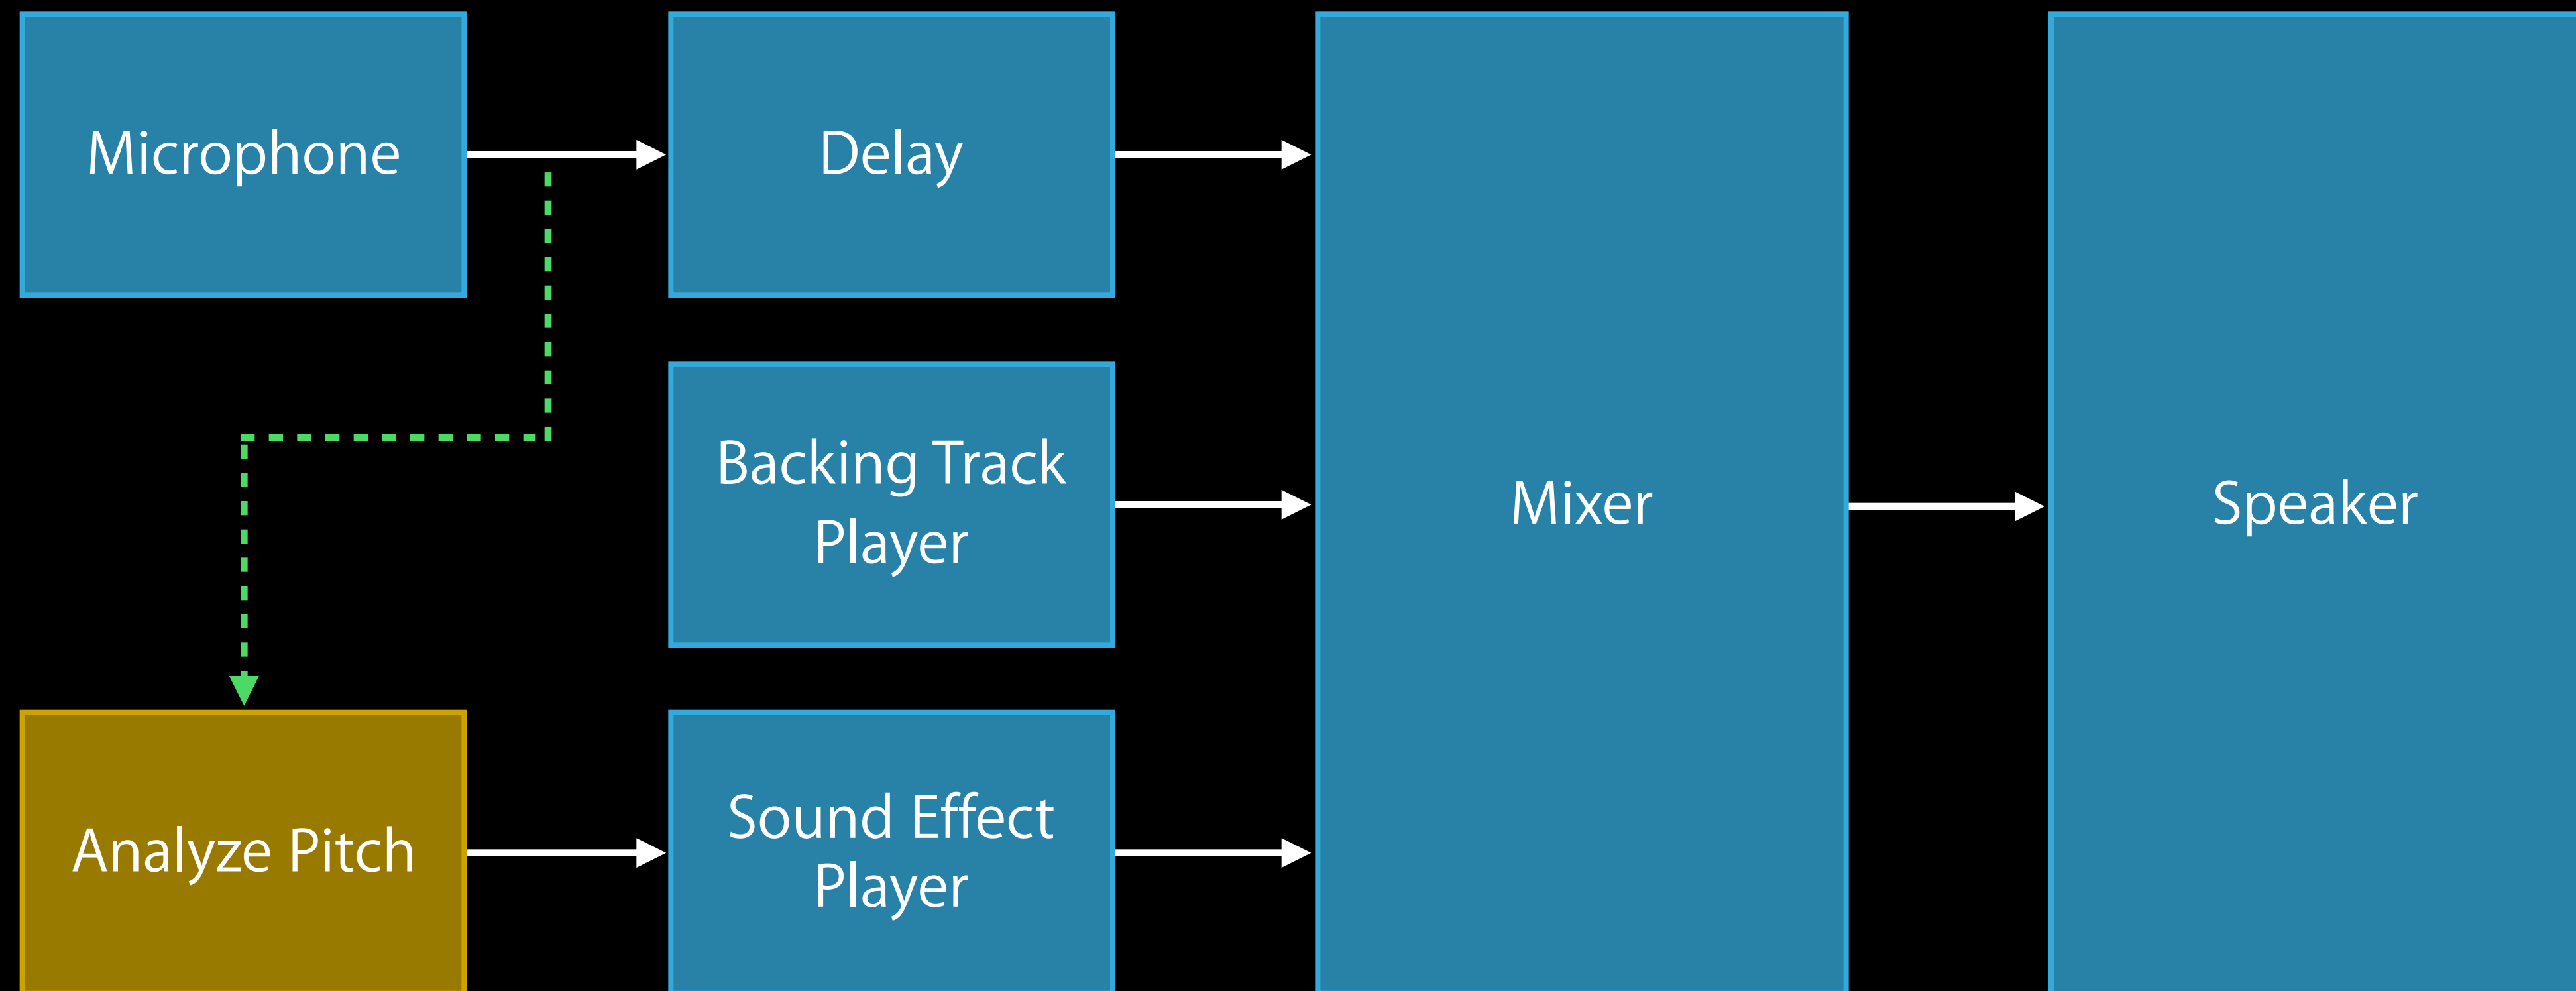 Microphone
Delay
Backing Track
Player
Mixer
Speaker
Analyze Pitch
Sound Effect
Player